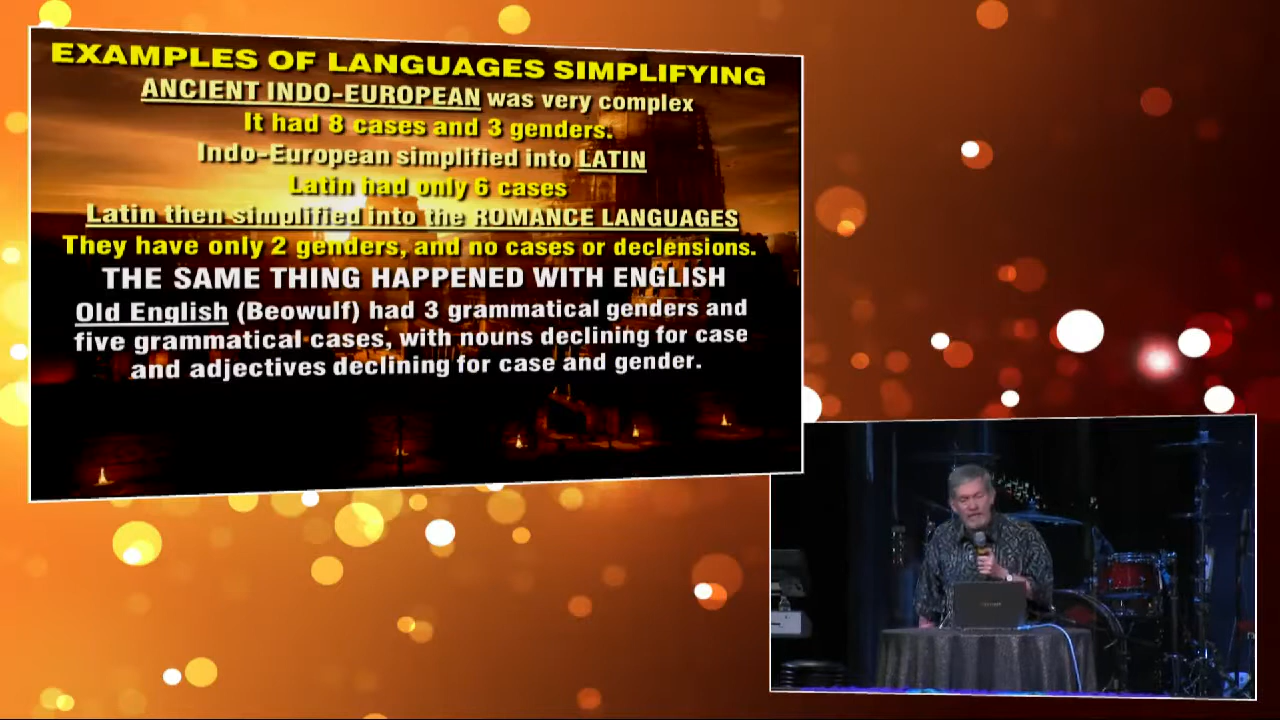 EXAMPLES OF LANGUAGES SIMPLIFYING
ANCIENT INDO-EUROPEAN was very complex
It had 8 cases and 3 genders.
Indo-European simplified into LATIN
Latin had only 6 cases
Latin then simplified into the ROMANCE LANGUAGES
They have only 2 genders, and no cases or declensions.
THE SAME THING HAPPENED WITH ENGLISH
Old English (Beowulf) had 3 grammatical genders and
five grammatical cases, with nouns declining for case
and adjectives declining for case and gender.